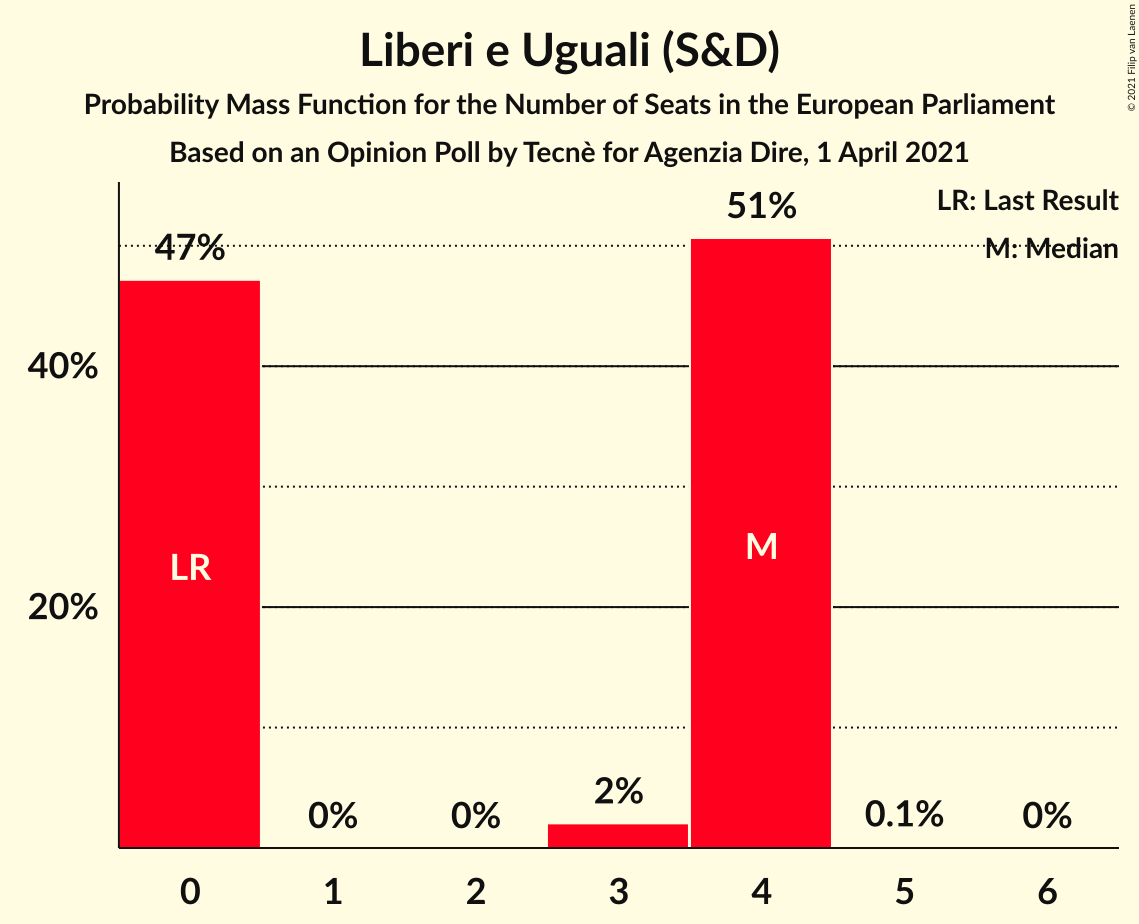 Liberi e Uguali (S&D)
Probability Mass Function for the Number of Seats in the European Parliament
Based on an Opinion Poll by Tecnè for Agenzia Dire, 1 April 2021
© 2021 Filip van Laenen
LR: Last Result
M: Median
47%
51%
40%
20%
LR
M
0%
0%
2%
0.1%
0%
0
1
2
3
4
5
6